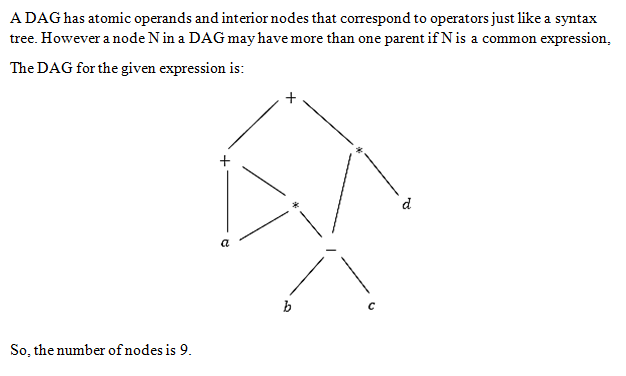 A DAG has atomic operands and interior nodes that correspond to operators just like a syntax
tree. However a node N in a DAG may have more than one parent if N is a common expression,
The DAG for the given expression is:
+
*
+
*
d
a
−
b
c
So, the number of nodes is 9.